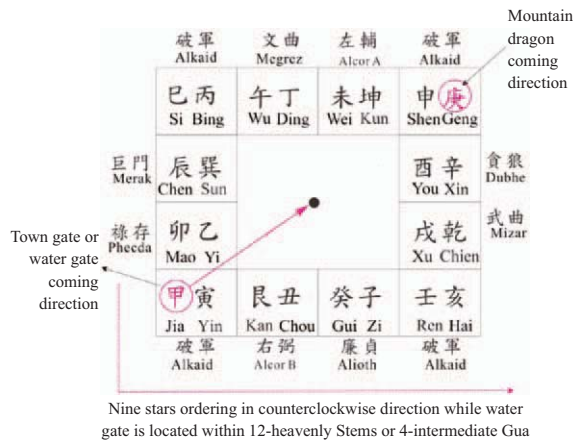 Mountain
dragon
coming
direction
破軍 文曲 左輔 破軍
Alkaid Megrez Alcor A Alkaid
巳丙 午丁 未坤 申庚
Si Bing Wu Ding Wei Kun ShenGeng
巨門 辰巽 酉辛 貪狼
Merak Chen Sun You Xin Dubhe
祿存 卯乙 戌乾 武曲
Phecda Mao Yi Xu Chien Mizar
Town gate or
water gate
coming
direction
甲寅 艮丑 癸子 壬亥
Jia Yin Kan Chou Gui Zi Ren Hai
破軍 右弼 廉貞 破軍
Alkaid Alcor B Alioth Alkaid
Nine stars ordering in counterclockwise direction while water
gate is located within 12-heavenly Stems or 4-intermediate Gua